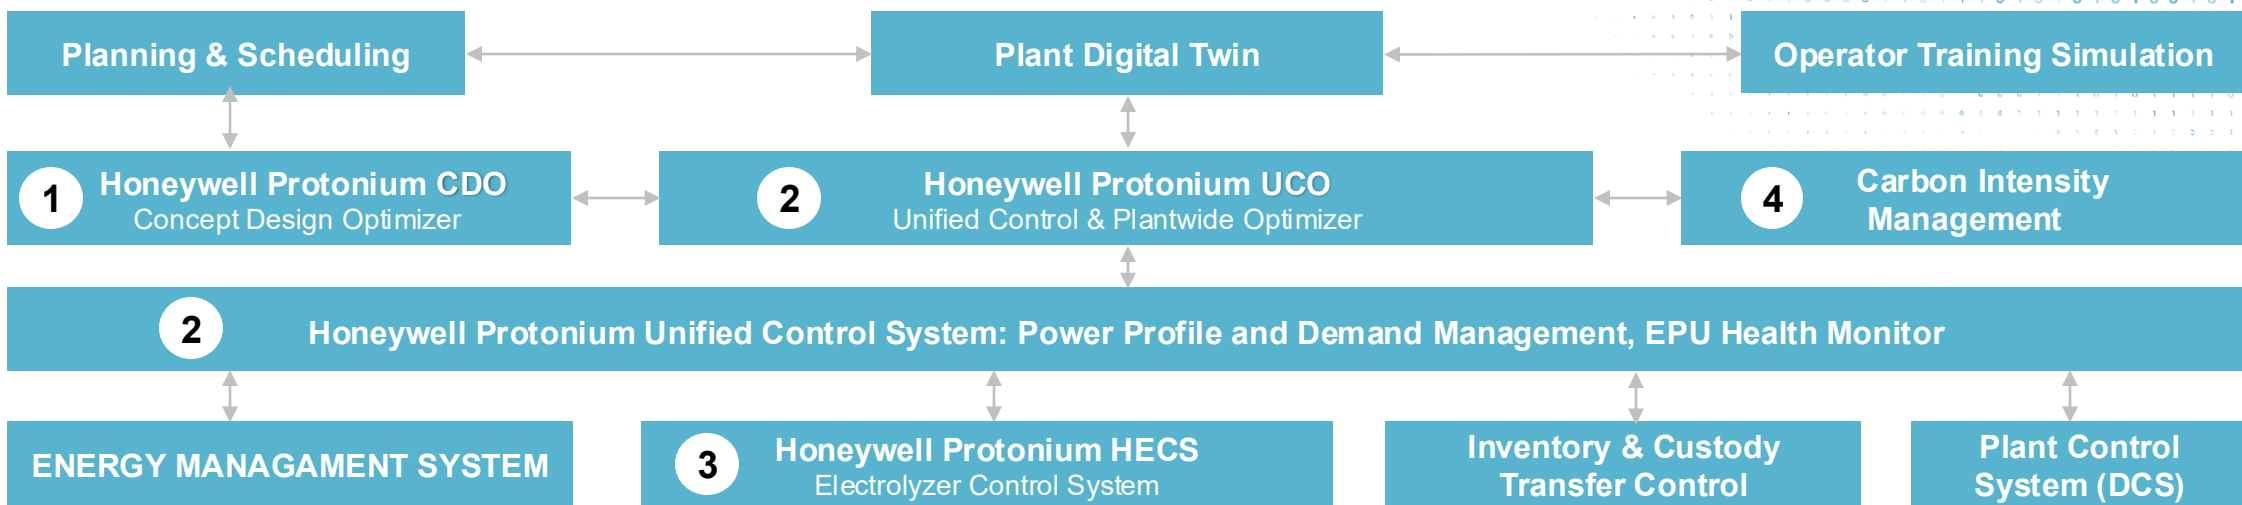 Planning & Scheduling
Plant Digital Twin
Operator Training Simulation
1
Honeywell Protonium CDO
Concept Design Optimizer
2
Honeywell Protonium UCO
Unified Control & Plantwide Optimizer
4
Carbon Intensity
Management
2
Honeywell Protonium Unified Control System: Power Profile and Demand Management, EPU Health Monitor
ENERGY MANAGAMENT SYSTEM
3
Honeywell Protonium HECS
Electrolyzer Control System
Inventory & Custody
Transfer Control
Plant Control
System (DCS)